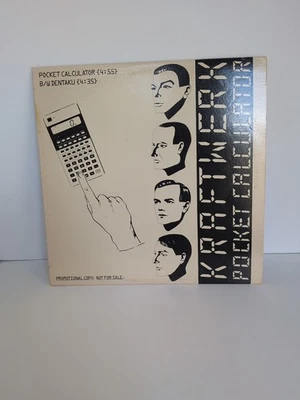 POCKET CALCULATOR {4:55}
B/W DENTAKU {4:35}
KRAFTWERK
POCKET CALCULATOR
PROMOTIONAL COPY: NOT FOR SALE.